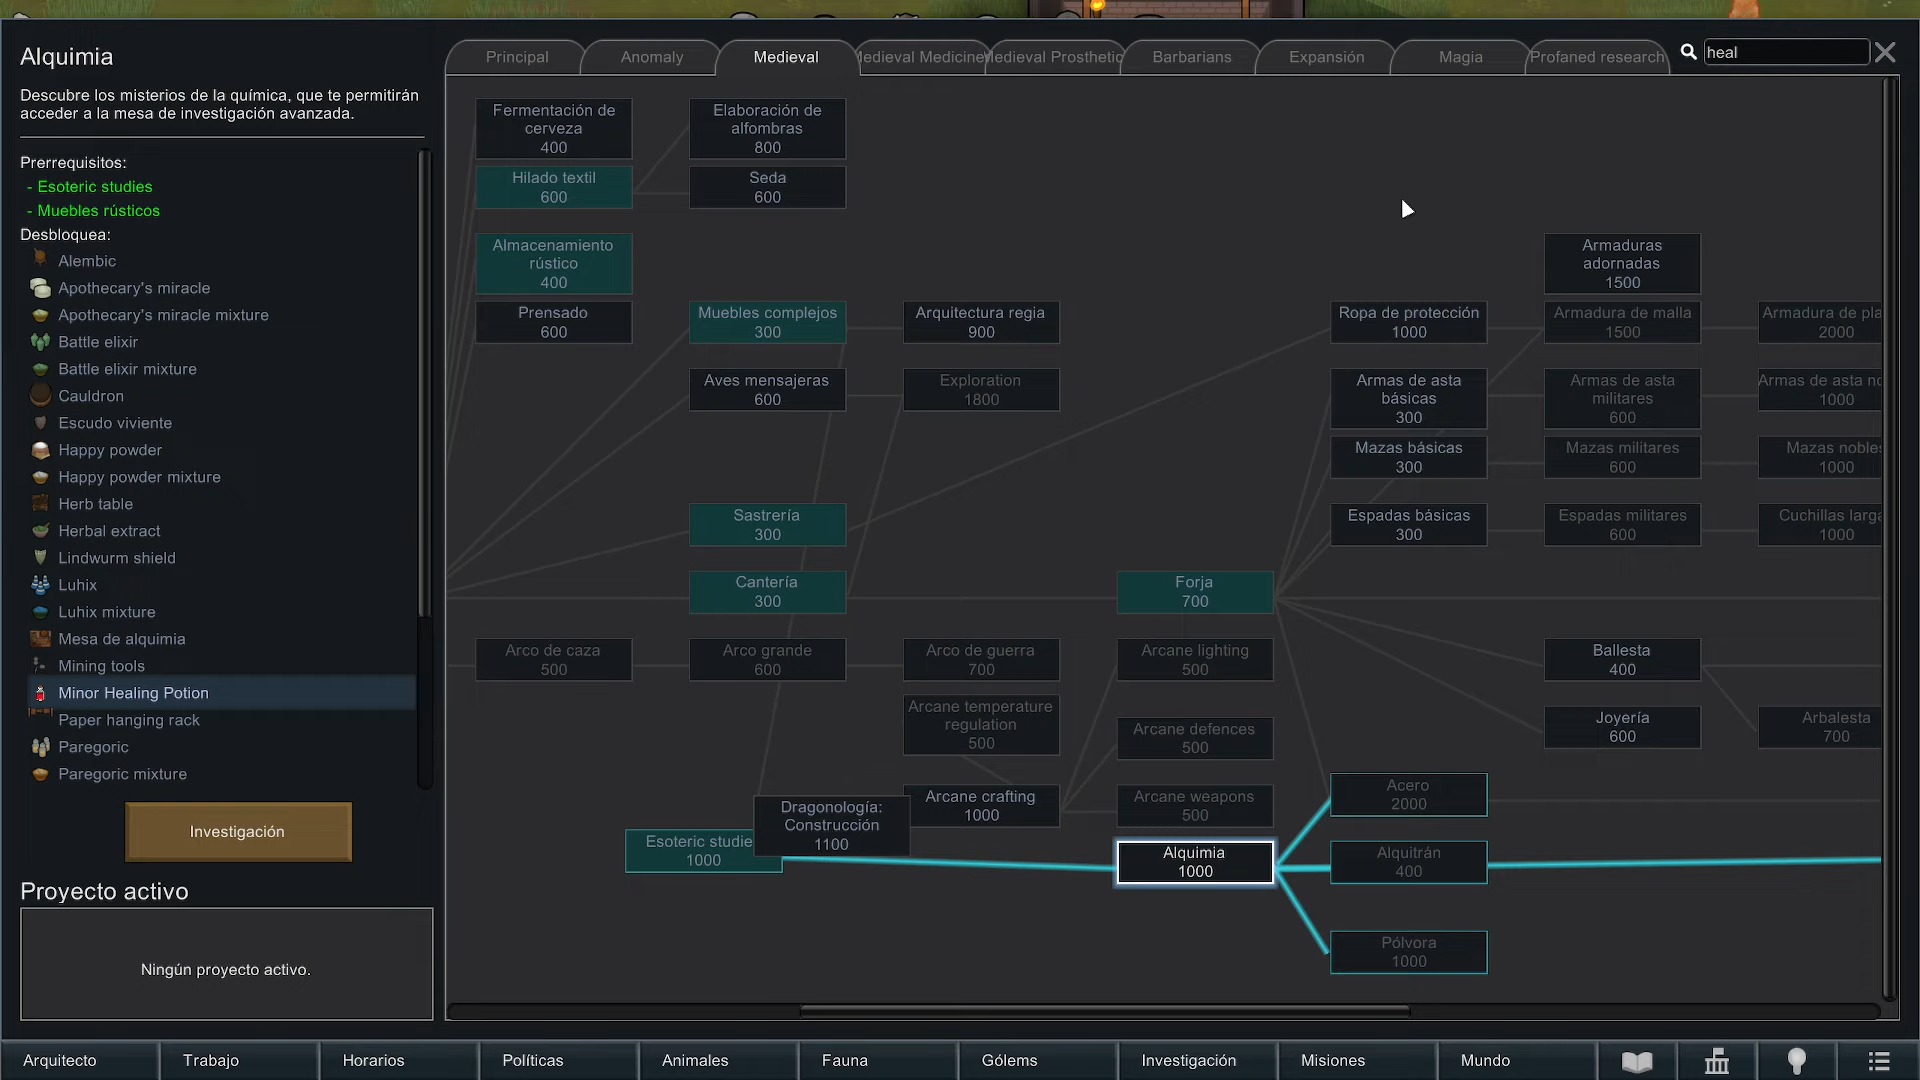 Alquimia
Descubre los misterios de la química, que te permitirán
acceder a la mesa de investigación avanzada.
Prerrequisitos:
- Esoteric studies
- Muebles rústicos
Desbloquea:
Alembic
Apothecary's miracle
Apothecary's miracle mixture
Battle elixir
Battle elixir mixture
Cauldron
Escudo viviente
Happy powder
Happy powder mixture
Herb table
Herbal extract
Lindwurm shield
Luhix
Luhix mixture
Mesa de alquimia
Mining tools
Minor Healing Potion
Paper hanging rack
Paregoric
Paregoric mixture
Investigación
Proyecto activo
Ningún proyecto activo.
Principal
Anomaly
Medieval
Medieval Medicine
Medieval Prosthetic
Barbarians
Expansión
Magia
Profaned research
heal
Fermentación de
cerveza
400
Elaboración de
alfombras
800
Hilado textil
600
Seda
600
Almacenamiento
rústico
400
Armaduras
adornadas
1500
Prensado
600
Muebles complejos
300
Arquitectura regia
900
Ropa de protección
1000
Armadura de malla
1500
Armadura de pla
2000
Aves mensajeras
600
Exploration
1800
Armas de asta
básicas
300
Armas de asta
militares
600
Armas de asta no
1000
Mazas básicas
300
Mazas militares
600
Mazas nobles
1000
Sastrería
300
Espadas básicas
300
Espadas militares
600
Cuchillas larga
1000
Cantería
300
Forja
700
Arco de caza
500
Arco grande
600
Arco de guerra
700
Arcane lighting
500
Ballesta
400
Arcane temperature
regulation
500
Arcane defences
500
Joyería
600
Arbalesta
700
Dragonología:
Construcción
1100
Arcane crafting
1000
Arcane weapons
500
Acero
2000
Esoteric studie
1000
Alquimia
1000
Alquitrán
400
Pólvora
1000
Arquitecto
Trabajo
Horarios
Políticas
Animales
Fauna
Gólems
Investigación
Misiones
Mundo